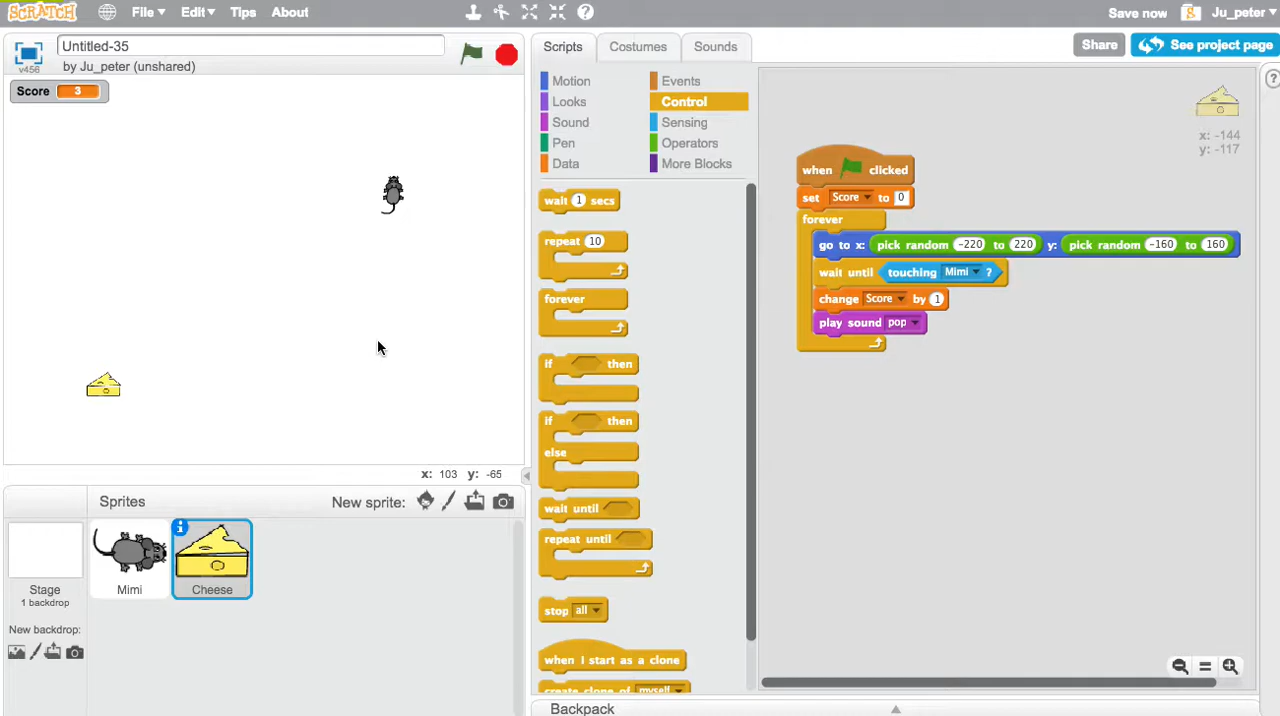 SCRATCH File Edit Tips About Save now S Ju_peter
Untitled-35
by Ju_peter (unshared)
v456
Score 3
x: 103 y: -65
Sprites New sprite:
Stage
1 backdrop
New backdrop:
Mimi
Cheese
Scripts Costumes Sounds
Share See project page
Motion Events
Looks Control
Sound Sensing
Pen Operators
Data More Blocks
wait 1 secs
repeat 10
forever
if then
if then
else
wait until
repeat until
stop all
when I start as a clone
create clone of myself
x: -144
y: -117
when clicked
set Score to 0
forever
go to x: pick random -220 to 220 y: pick random -160 to 160
wait until touching Mimi ?
change Score by 1
play sound pop
Backpack